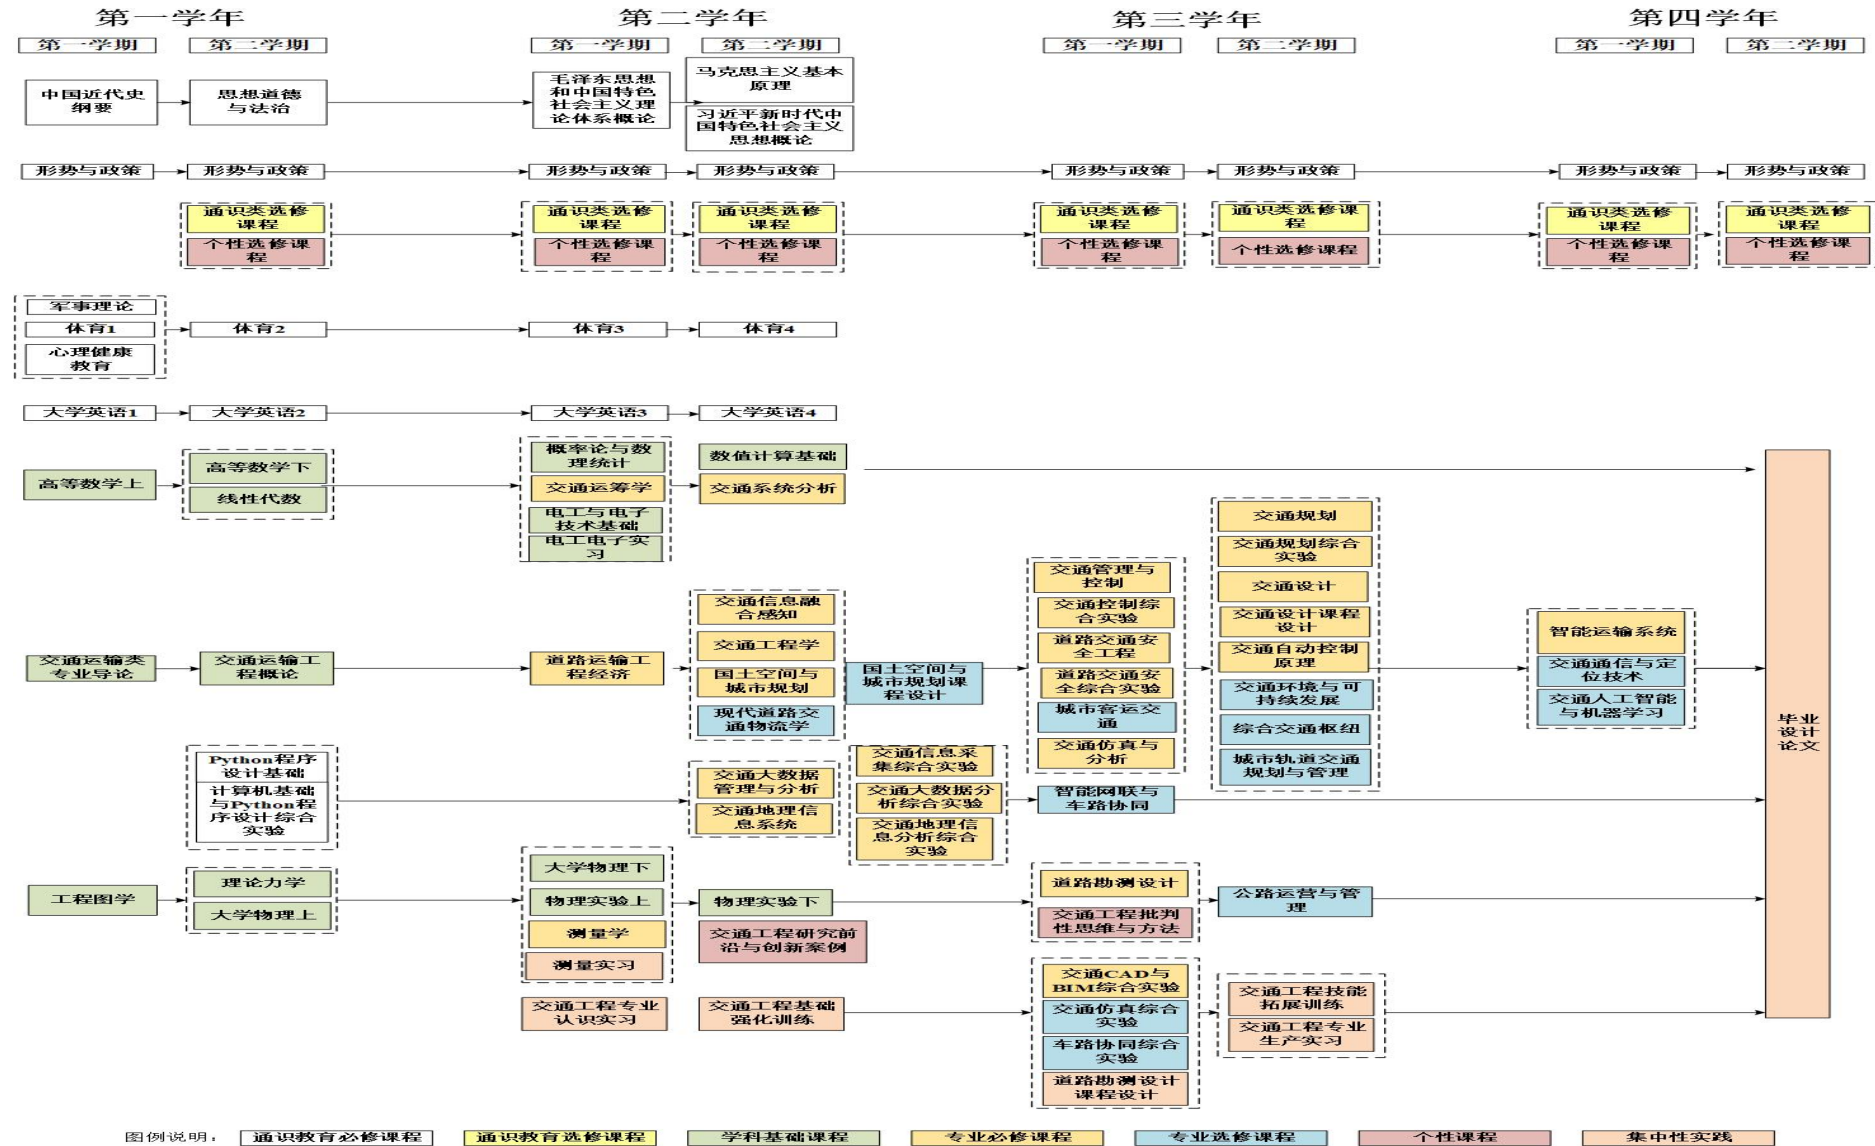 第一学年 第二学年 第三学年 第四学年
第一学期 第二学期 第一学期 第二学期 第一学期 第二学期 第一学期 第二学期
中国近代史
纲要
思想道德
与法治
毛泽东思想
和中国特色
社会主义理
论体系概论
马克思主义基本
原理
习近平新时代中
国特色社会主义
思想概论
形势与政策 形势与政策 形势与政策 形势与政策 形势与政策 形势与政策 形势与政策 形势与政策
通识类选修
课程
个性选修课
程
通识类选修
课程
个性选修课
程
通识类选修
课程
个性选修课
程
通识类选修
课程
个性选修课
程
通识类选修课
程
个性选修课程
通识类选修
课程
个性选修课
程
通识类选修
课程
个性选修课
程
军事理论
体育1 体育2 体育3 体育4
心理健康
教育
大学英语1 大学英语2 大学英语3 大学英语4
高等数学上
高等数学下
线性代数
概率论与数
理统计
交通运筹学
电工与电子
技术基础
电工电子实
习
数值计算基础
交通系统分析
交通运输类
专业导论
交通运输工
程概论
道路运输工
程经济
交通信息融
合感知
交通工程学
国土空间与
城市规划
现代道路交
通物流学
国土空间与
城市规划课
程设计
交通管理与
控制
交通控制综
合实验
道路交通安
全工程
道路交通安
全综合实验
城市客运交
通
交通仿真与
分析
交通规划
交通规划综合
实验
交通设计
交通设计课程
设计
交通自动控制
原理
交通环境与可
持续发展
综合交通枢纽
城市轨道交通
规划与管理
智能运输系统
交通通信与定
位技术
交通人工智能
与机器学习
毕业
设计
论文
Python程序
设计基础
计算机基础
与Python程
序设计综合
实验
交通大数据
管理与分析
交通地理信
息系统
交通信息采
集综合实验
交通大数据分
析综合实验
交通地理信
息分析综合
实验
智能网联与
车路协同
工程图学
理论力学
大学物理上
大学物理下
物理实验上
测量学
测量实习
物理实验下
交通工程研究前
沿与创新案例
道路勘测设计
交通工程批判
性思维与方法
公路运营与管
理
交通工程专业
认识实习
交通工程基础
强化训练
交通CAD与
BIM综合实验
交通仿真综合
实验
车路协同综合
实验
道路勘测设计
课程设计
交通工程技能
拓展训练
交通工程专业
生产实习
图例说明: 通识教育必修课程 通识教育选修课程 学科基础课程 专业必修课程 专业选修课程 个性课程 集中性实践